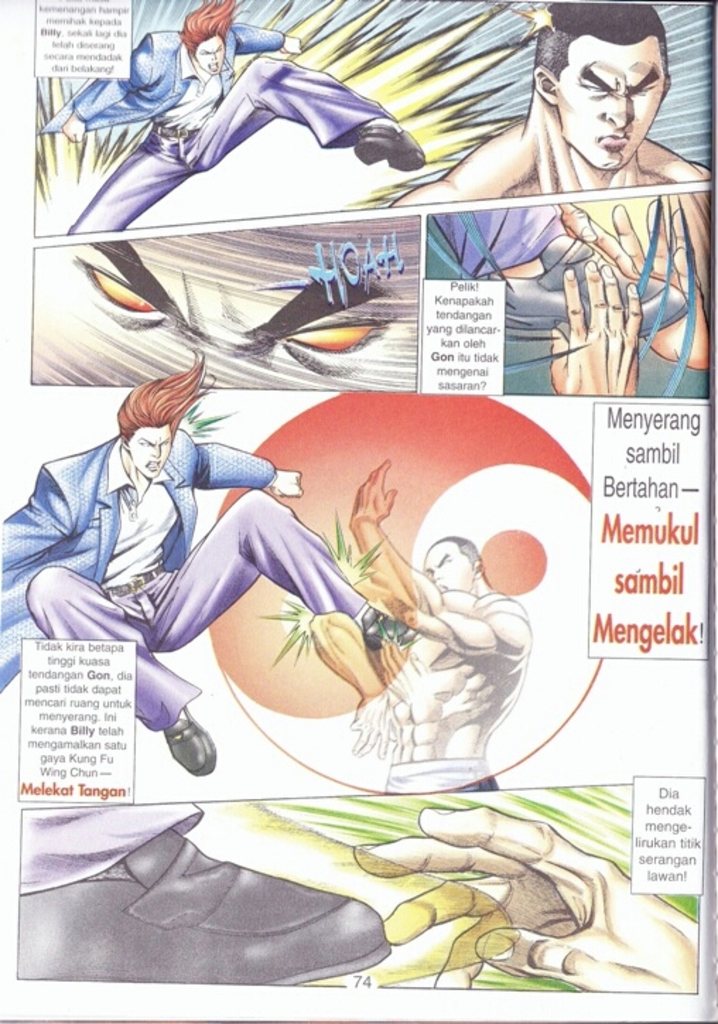 kemenangan hampir
memihak kepada
Billy, sekali lagi dia
telah diserang
secara mendadak
dari belakang!
HOAH
Pelik!
Kenapakah
tendangan
yang dilancar-
kan oleh
Gon itu tidak
mengenai
sasaran?
Menyerang
sambil
Bertahan—
Memukul
sambil
Mengelak!
Tidak kira betapa
tinggi kuasa
tendangan Gon, dia
pasti tidak dapat
mencari ruang untuk
menyerang. Ini
kerana Billy telah
mengamalkan satu
gaya Kung Fu
Wing Chun—
Melekat Tangan!
Dia
hendak
menge-
lirukan titik
serangan
lawan!
74